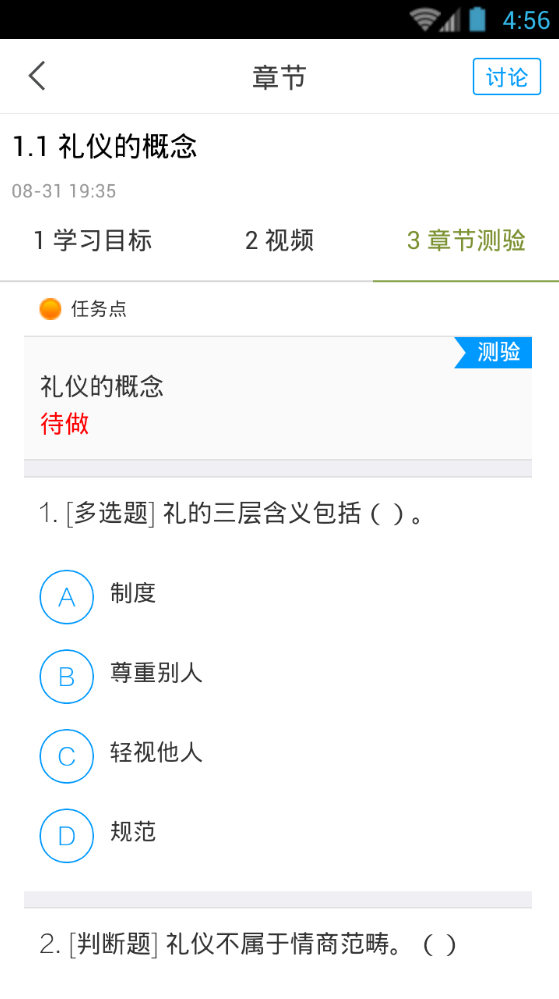 4:56
章节
讨论
1.1 礼仪的概念
08-31 19:35
1 学习目标
2 视频
3 章节测验
任务点
测验
礼仪的概念
待做
1. [多选题] 礼的三层含义包括（ ）。
A 制度
B 尊重别人
C 轻视他人
D 规范
2. [判断题] 礼仪不属于情商范畴。（ ）